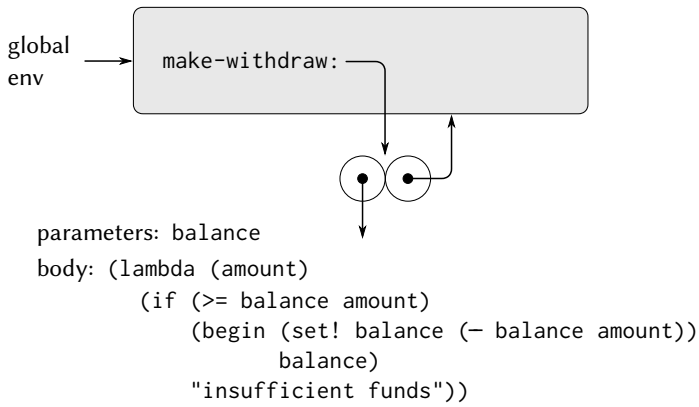 global
env
make-withdraw:
parameters: balance
body: (lambda (amount)
(if (>= balance amount)
(begin (set! balance (— balance amount))
balance)
"insufficient funds"))